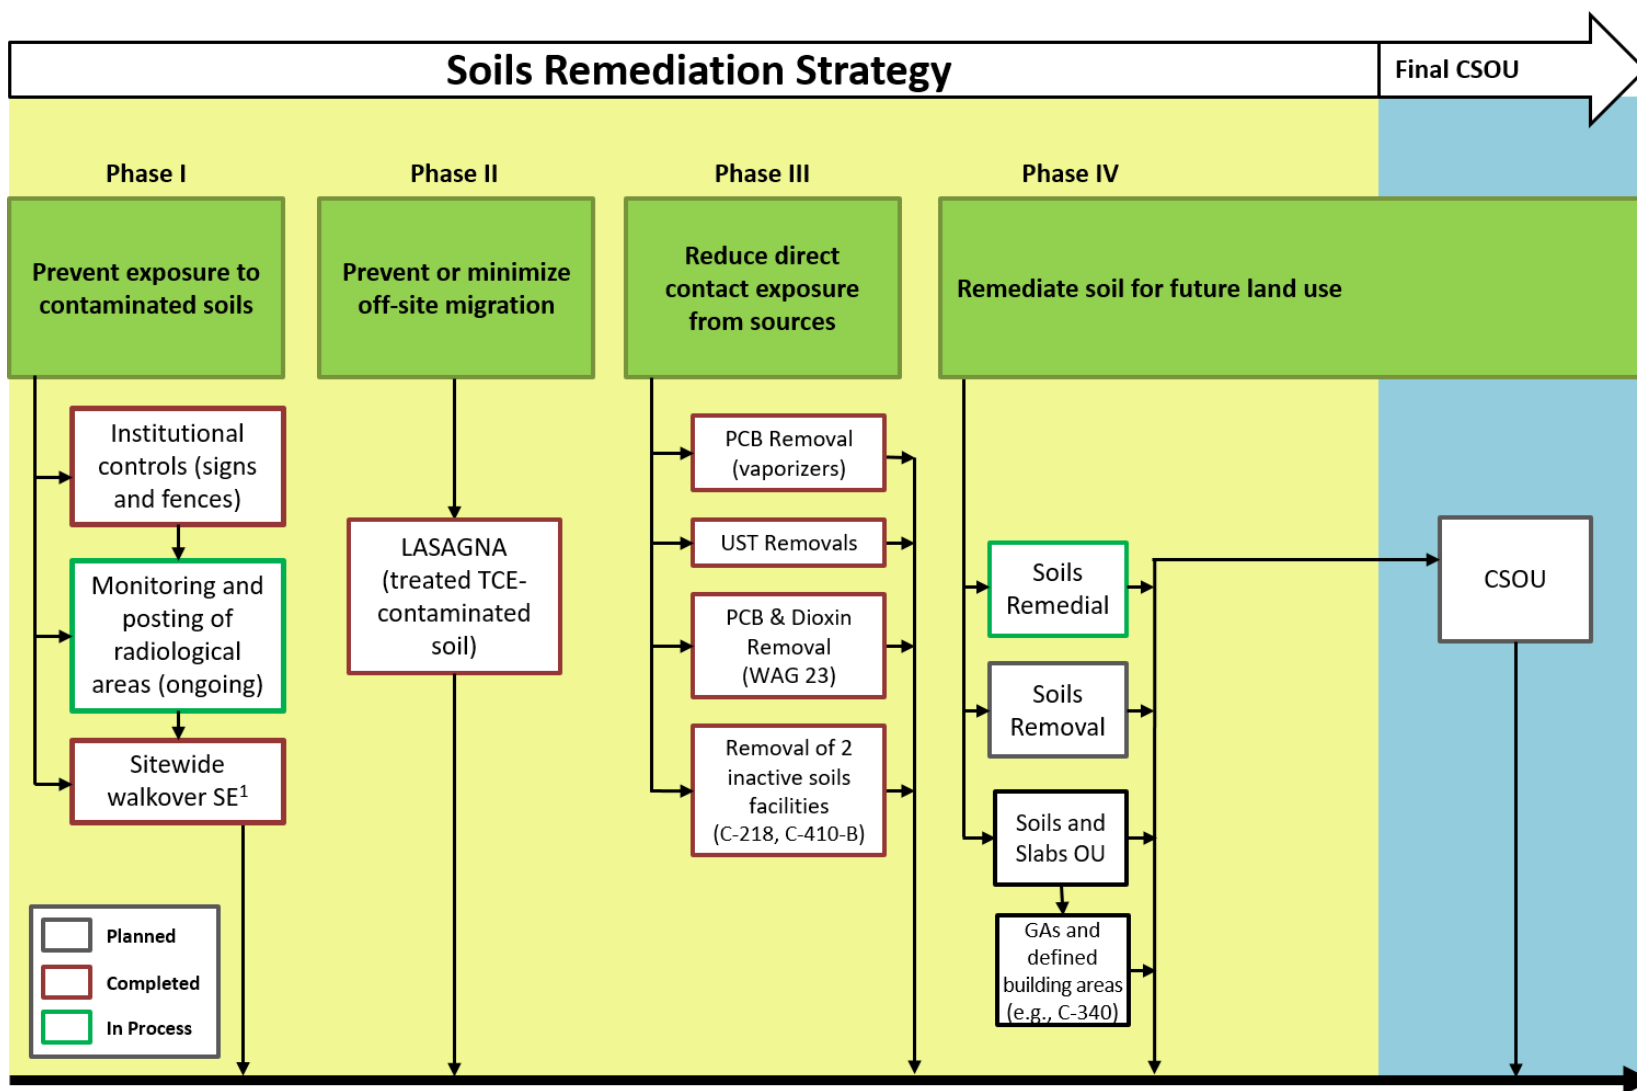 Soils Remediation Strategy
Final CSOU
Phase I
Phase II
Phase III
Phase IV
Prevent exposure to
contaminated soils
Prevent or minimize
off-site migration
Reduce direct
contact exposure
from sources
Remediate soil for future land use
Institutional
controls (signs
and fences)
Monitoring and
posting of
radiological
areas (ongoing)
Sitewide
walkover SE¹
LASAGNA
(treated TCE-
contaminated
soil)
PCB Removal
(vaporizers)
UST Removals
PCB & Dioxin
Removal
(WAG 23)
Removal of 2
inactive soils
facilities
(C-218, C-410-B)
Soils
Remedial
Soils
Removal
Soils and
Slabs OU
GAs and
defined
building areas
(e.g., C-340)
CSOU
Planned
Completed
In Process